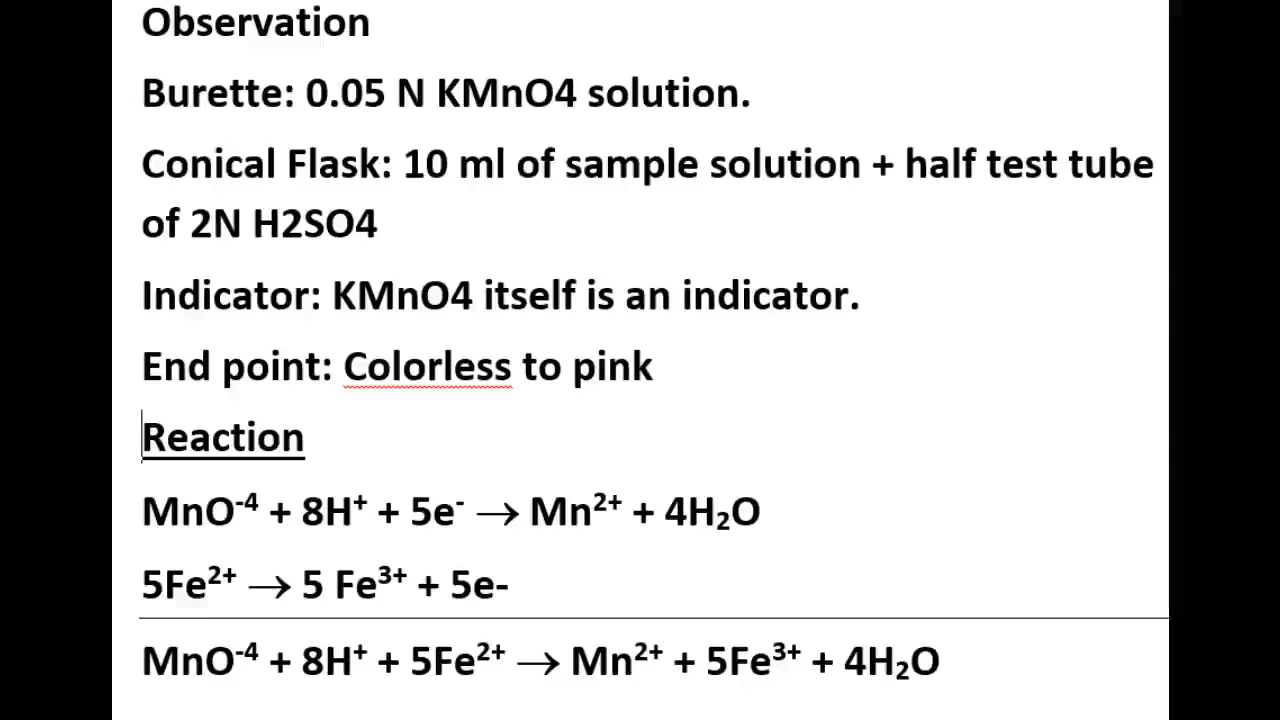 Observation
Burette: 0.05 N KMnO4 solution.
Conical Flask: 10 ml of sample solution + half test tube
of 2N H2SO4
Indicator: KMnO4 itself is an indicator.
End point: Colorless to pink
Reaction
MnO⁻⁴ + 8H⁺ + 5e⁻ → Mn²⁺ + 4H₂O
5Fe²⁺ → 5 Fe³⁺ + 5e-
MnO⁻⁴ + 8H⁺ + 5Fe²⁺ → Mn²⁺ + 5Fe³⁺ + 4H₂O